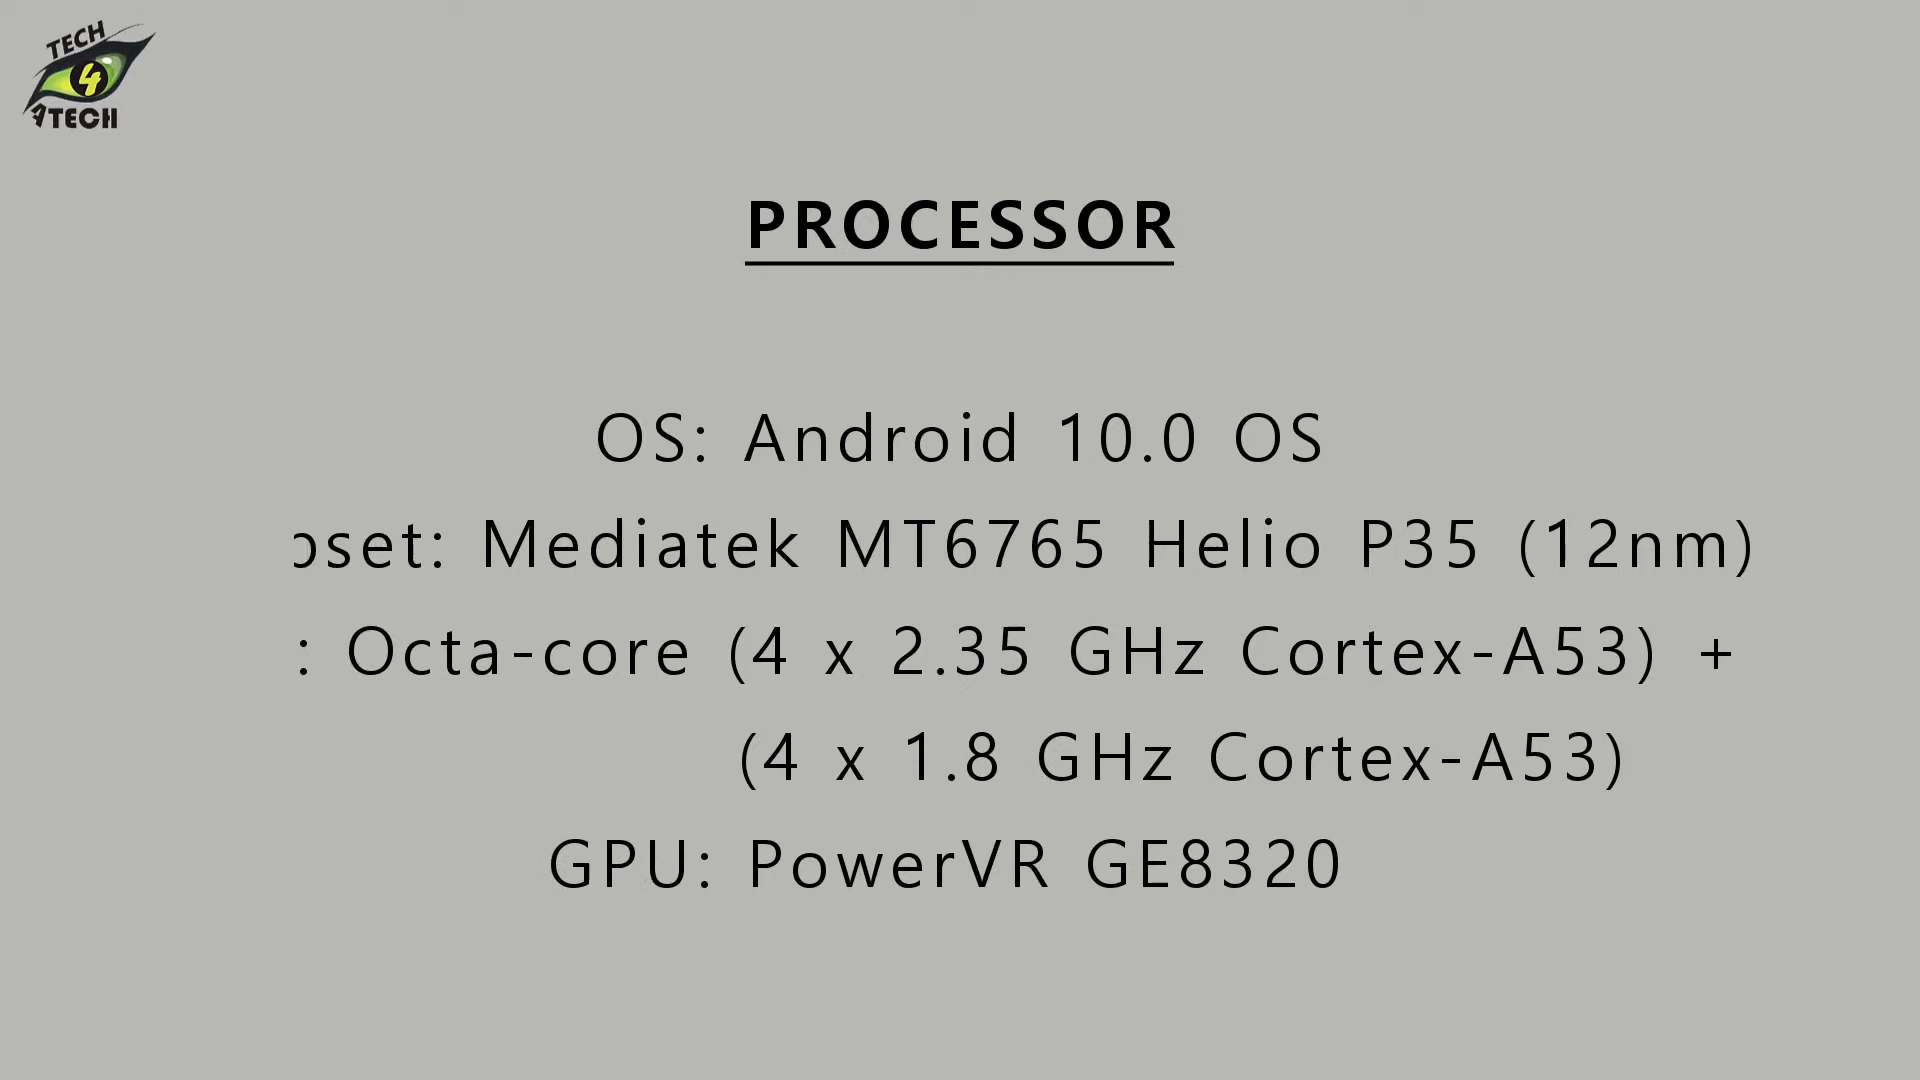 TECH
4
TECH
PROCESSOR
OS: Android 10.0 OS
pset: Mediatek MT6765 Helio P35 (12nm)
: Octa-core (4 x 2.35 GHz Cortex-A53) +
(4 x 1.8 GHz Cortex-A53)
GPU: PowerVR GE8320